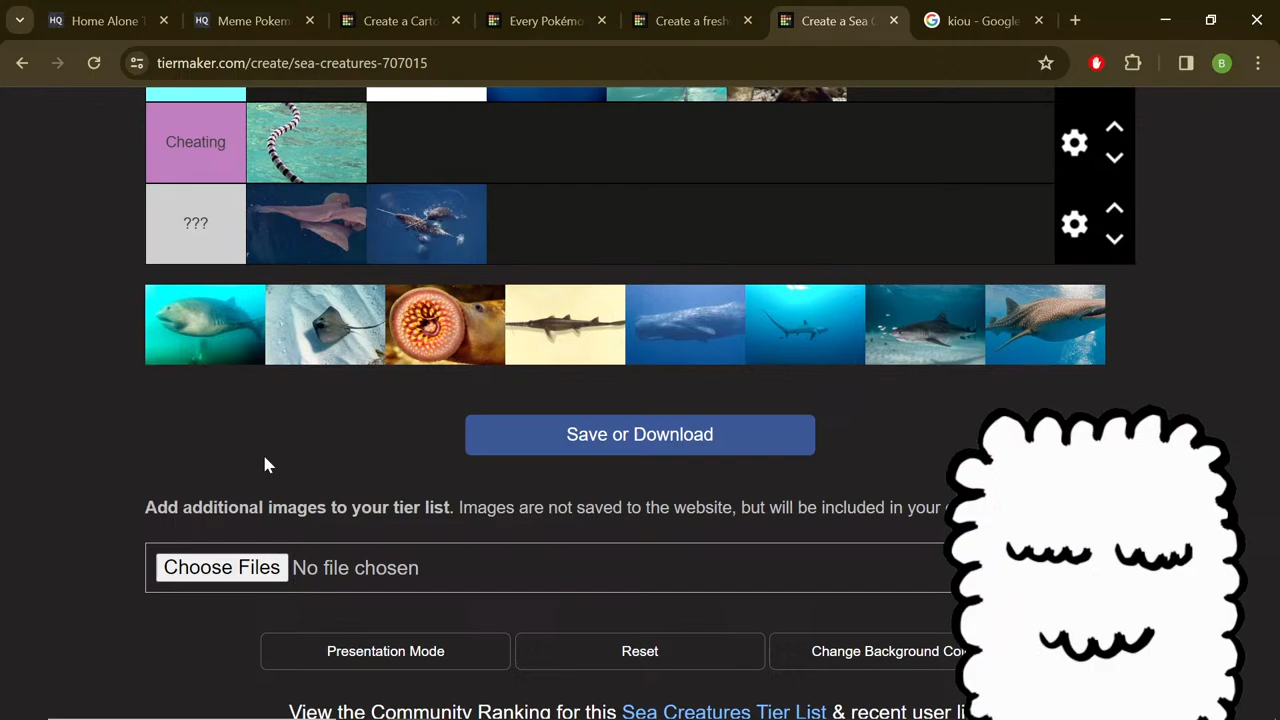 Home Alone T
Meme Pokem
Create a Carto
Every Pokémo
Create a fresh
Create a Sea C
kiou - Google
tiermaker.com/create/sea-creatures-707015
B
Cheating
???
Save or Download
Add additional images to your tier list. Images are not saved to the website, but will be included in your
Choose Files No file chosen
Presentation Mode
Reset
Change Background Col
View the Community Ranking for this Sea Creatures Tier List & recent user li